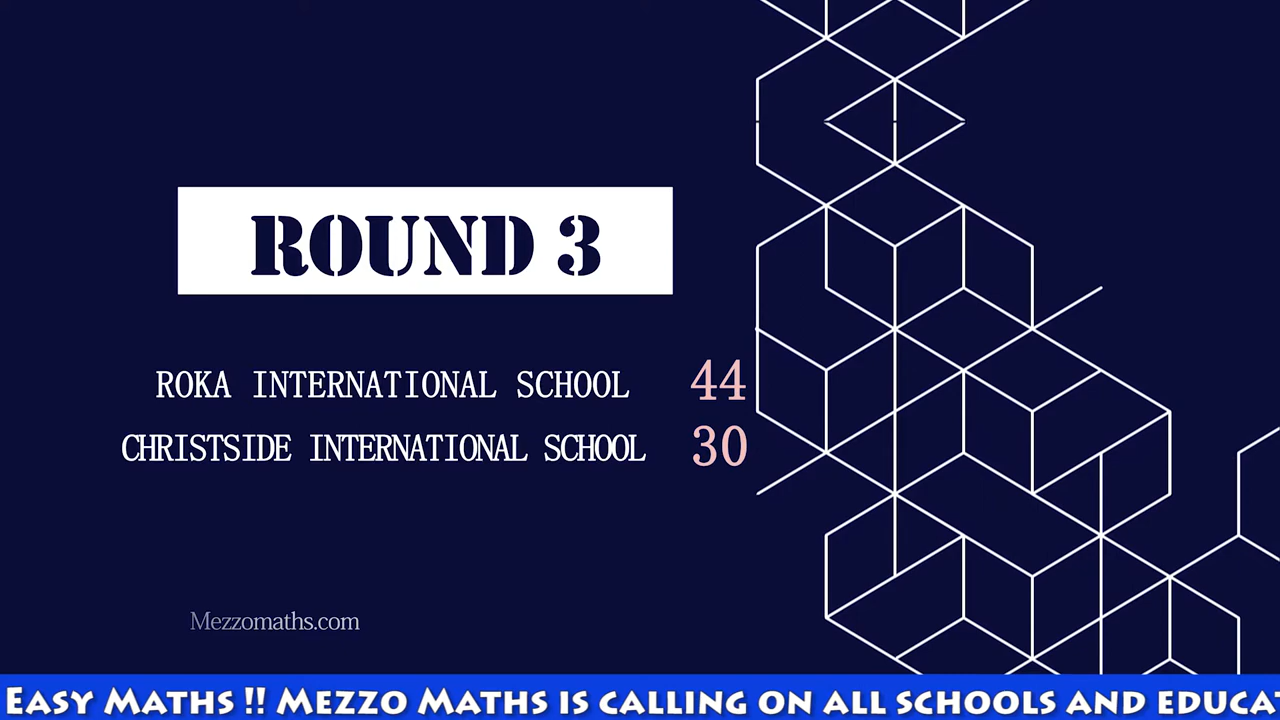 ROUND 3
ROKA INTERNATIONAL SCHOOL 44
CHRISTSIDE INTERNATIONAL SCHOOL 30
Mezzomaths.com
EASY MATHS !! MEZZO MATHS IS CALLING ON ALL SCHOOLS AND